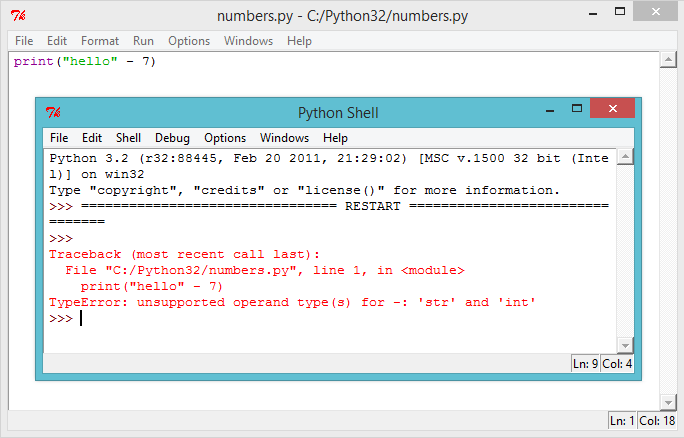 numbers.py - C:/Python32/numbers.py
File Edit Format Run Options Windows Help
print("hello" - 7)
Python Shell
File Edit Shell Debug Options Windows Help
Python 3.2 (r32:88445, Feb 20 2011, 21:29:02) [MSC v.1500 32 bit (Inte
l)] on win32
Type "copyright", "credits" or "license()" for more information.
>>> ================================ RESTART =========================
=======
>>>
Traceback (most recent call last):
  File "C:/Python32/numbers.py", line 1, in <module>
    print("hello" - 7)
TypeError: unsupported operand type(s) for -: 'str' and 'int'
>>>
Ln: 9 Col: 4
Ln: 1 Col: 18